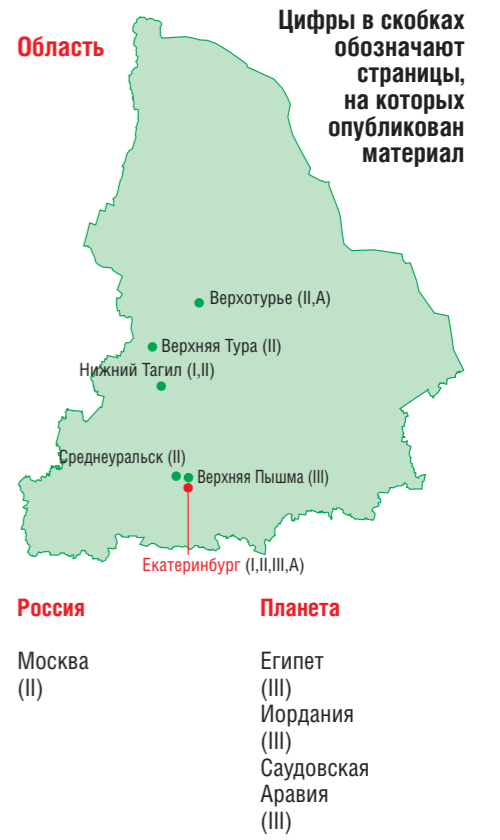 Область
Цифры в скобках
обозначают
страницы,
на которых
опубликован
материал
Верхотурье (II,А)
Верхняя Тура (II)
Нижний Тагил (I,II)
Среднеуральск (II)
Верхняя Пышма (III)
Екатеринбург (I,II,III,А)
Россия
Москва
(II)
Планета
Египет
(III)
Иордания
(III)
Саудовская
Аравия
(III)